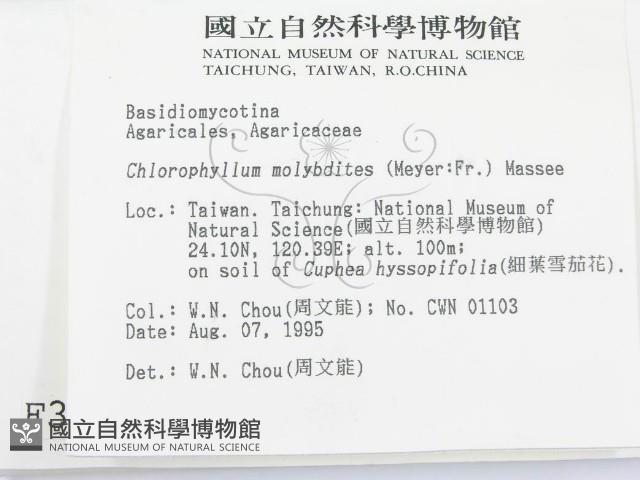 國立自然科學博物館
NATIONAL MUSEUM OF NATURAL SCIENCE
TAICHUNG, TAIWAN, R.O.CHINA
Basidiomycotina
Agaricales, Agaricaceae
Chlorophyllum molybdites (Meyer:Fr.) Massee
Loc.: Taiwan. Taichung: National Museum of
Natural Science(國立自然科學博物館)
24.10N, 120.39E; alt. 100m;
on soil of Cuphea hyssopifolia(細葉雪茄花).
Col.: W.N. Chou(周文能); No. CWN 01103
Date: Aug. 07, 1995
Det.: W.N. Chou(周文能)
F3
國立自然科學博物館
NATIONAL MUSEUM OF NATURAL SCIENCE